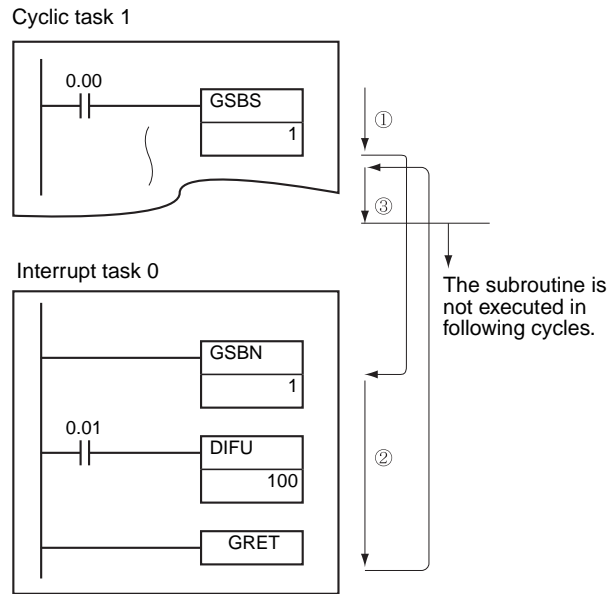 Cyclic task 1
0.00
GSBS
1
①
③
Interrupt task 0
The subroutine is
not executed in
following cycles.
GSBN
1
0.01
DIFU
100
②
GRET